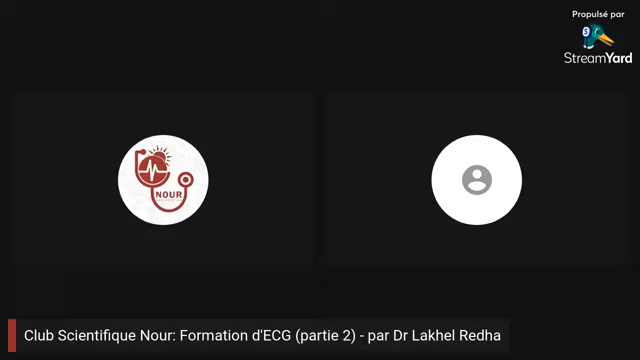 Propulsé par
StreamYard
NOUR
Club Scientifique Nour: Formation d'ECG (partie 2) - par Dr Lakhel Redha